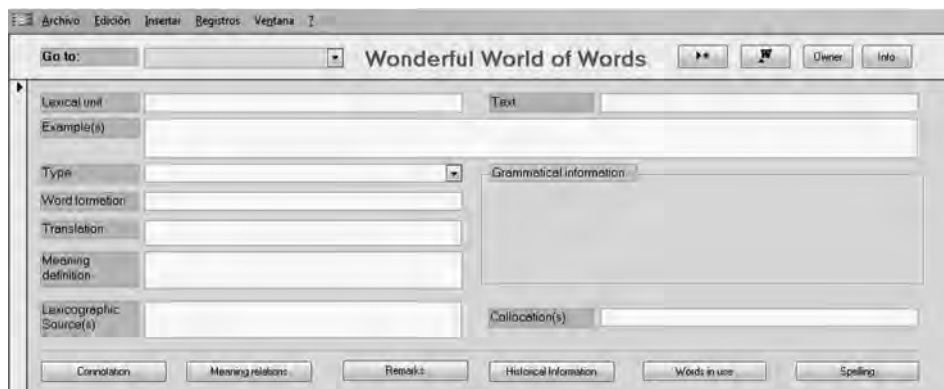 Archivo Edición Insertar Registros Ventana ?
Go to: Wonderful World of Words Owner Info
Lexical unit Text
Example(s)
Type Grammatical information
Word formation
Translation
Meaning definition
Lexicographic Source(s) Collocation(s)
Connotation Meaning relations Remarks Historical Information Words in use Spelling